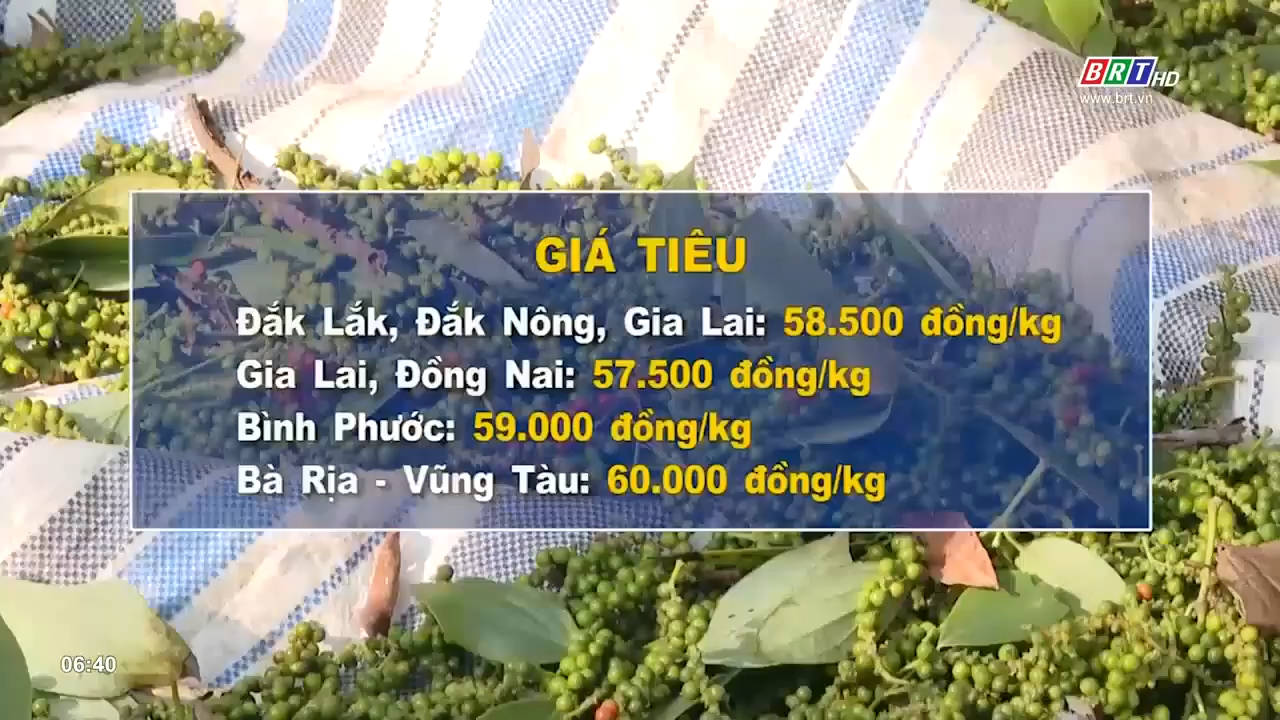 BRT HD
www.brt.vn
GIÁ TIÊU
Đắk Lắk, Đắk Nông, Gia Lai: 58.500 đồng/kg
Gia Lai, Đồng Nai: 57.500 đồng/kg
Bình Phước: 59.000 đồng/kg
Bà Rịa - Vũng Tàu: 60.000 đồng/kg
06:40